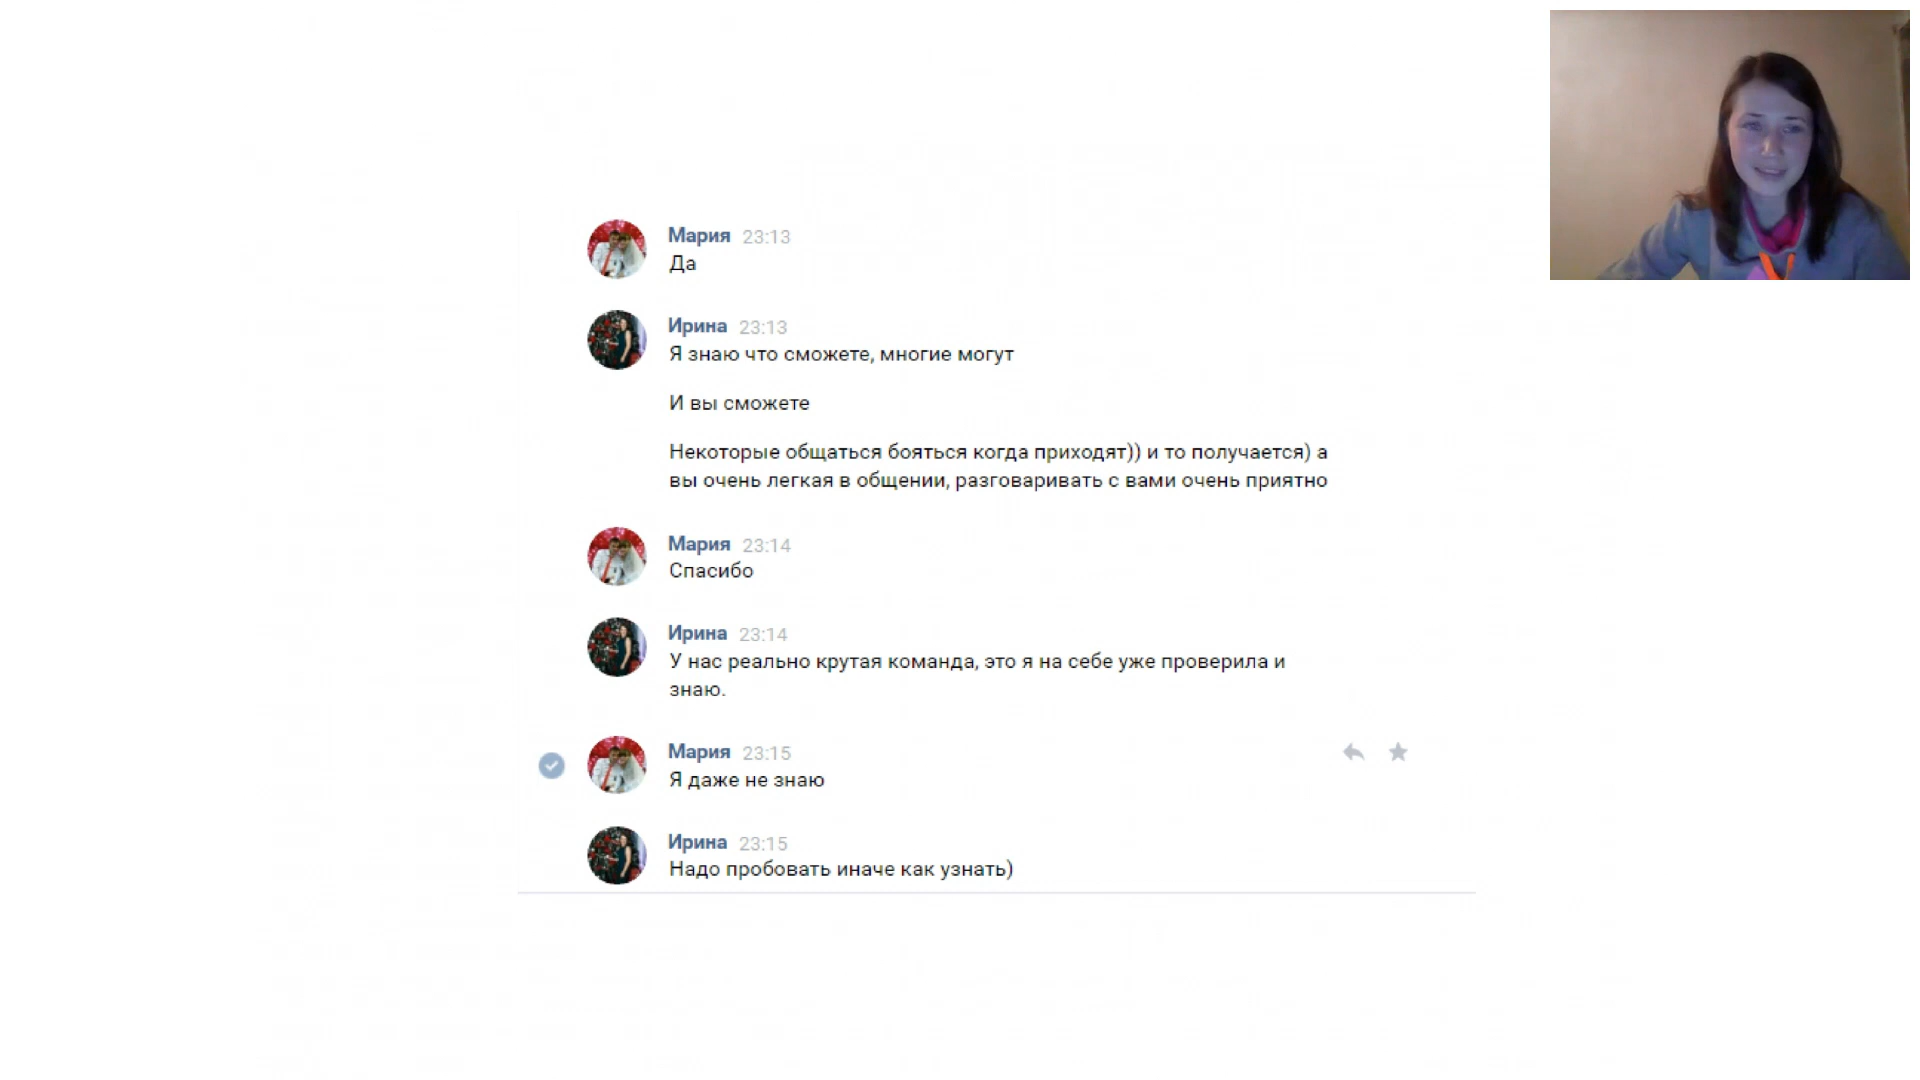 Мария 23:13
Да
Ирина 23:13
Я знаю что сможете, многие могут
И вы сможете
Некоторые общаться бояться когда приходят)) и то получается) а
вы очень легкая в общении, разговаривать с вами очень приятно
Мария 23:14
Спасибо
Ирина 23:14
У нас реально крутая команда, это я на себе уже проверила и
знаю.
Мария 23:15
Я даже не знаю
Ирина 23:15
Надо пробовать иначе как узнать)